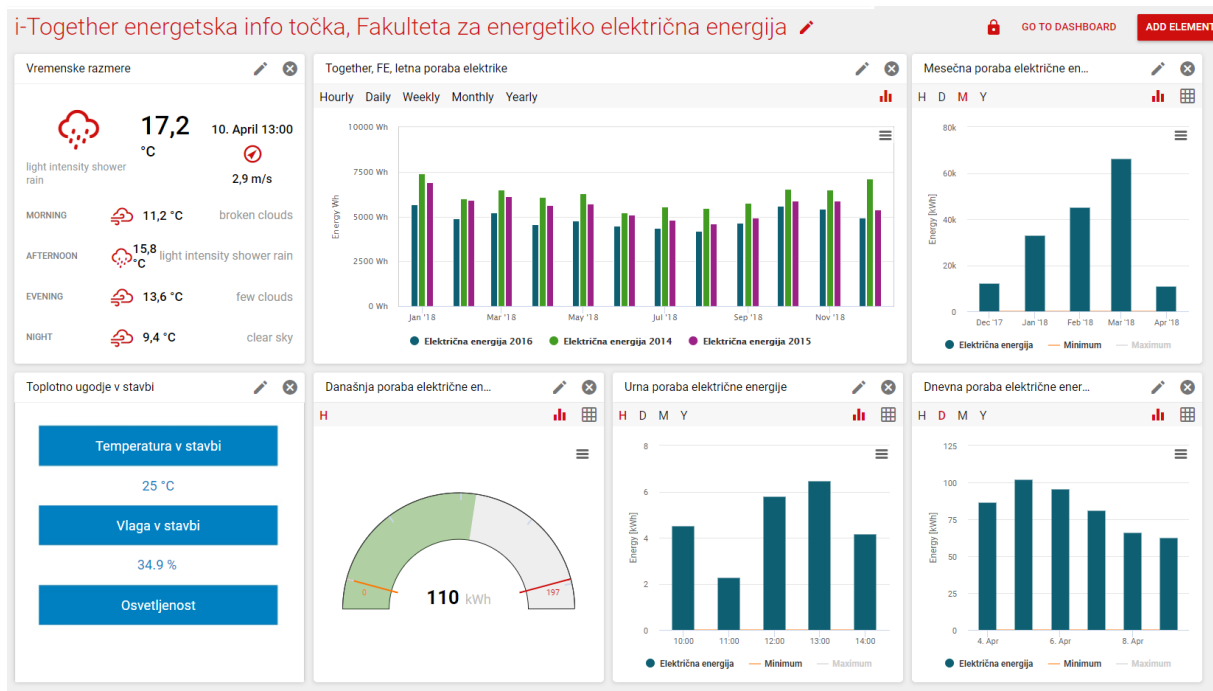 i-Together energetska info točka, Fakulteta za energetiko električna energija
GO TO DASHBOARD
ADD ELEMENT
Vremenske razmere
17,2
°C
10. April 13:00
light intensity shower
rain
2,9 m/s
MORNING 11,2 °C broken clouds
AFTERNOON 15,8 °C light intensity shower rain
EVENING 13,6 °C few clouds
NIGHT 9,4 °C clear sky
Together, FE, letna poraba elektrike
Hourly Daily Weekly Monthly Yearly
10000 Wh
7500 Wh
5000 Wh
2500 Wh
0 Wh
Energy Wh
Jan '18 Mar '18 May '18 Jul '18 Sep '18 Nov '18
Električna energija 2016 Električna energija 2014 Električna energija 2015
Mesečna poraba električne en...
H D M Y
80k
60k
40k
20k
0
Energy [kWh]
Dec '17 Jan '18 Feb '18 Mar '18 Apr '18
Električna energija Minimum Maximum
Toplotno ugodje v stavbi
Temperatura v stavbi
25 °C
Vlaga v stavbi
34.9 %
Osvetljenost
Današnja poraba električne en...
H
0
110 kWh
197
Urna poraba električne energije
H D M Y
8
6
4
2
0
Energy [kWh]
10:00 11:00 12:00 13:00 14:00
Električna energija Minimum Maximum
Dnevna poraba električne ener...
H D M Y
125
100
75
50
25
0
Energy [kWh]
4. Apr 6. Apr 8. Apr
Električna energija Minimum Maximum